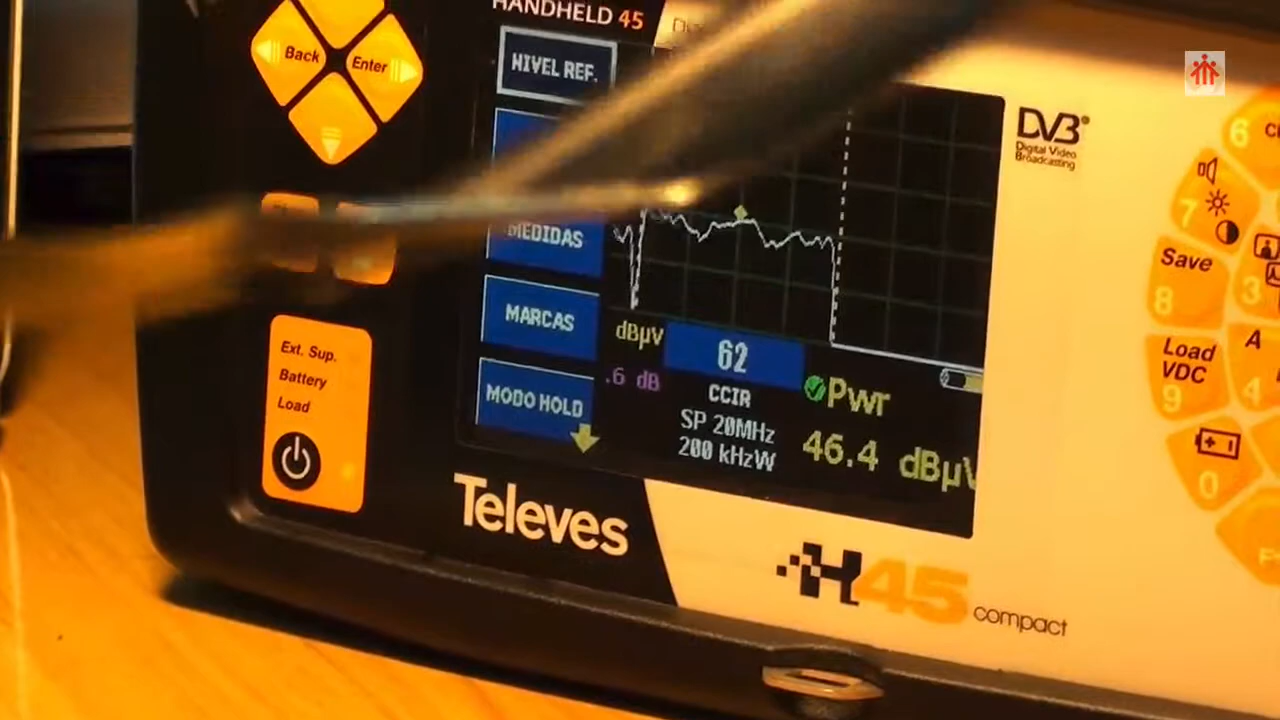 HANDHELD 45
Back
Enter
NIVEL REF.
MEDIDAS
MARCAS
MODO HOLD
dBµV
62
.6 dB
CCIR
SP 20MHz
200 kHzW
Pwr
46.4 dBµV
Ext. Sup.
Battery
Load
Televes
H45
compact
DVB®
Digital Video
Broadcasting
6
7
Save
8
3
Load
VDC
9
A
4
0